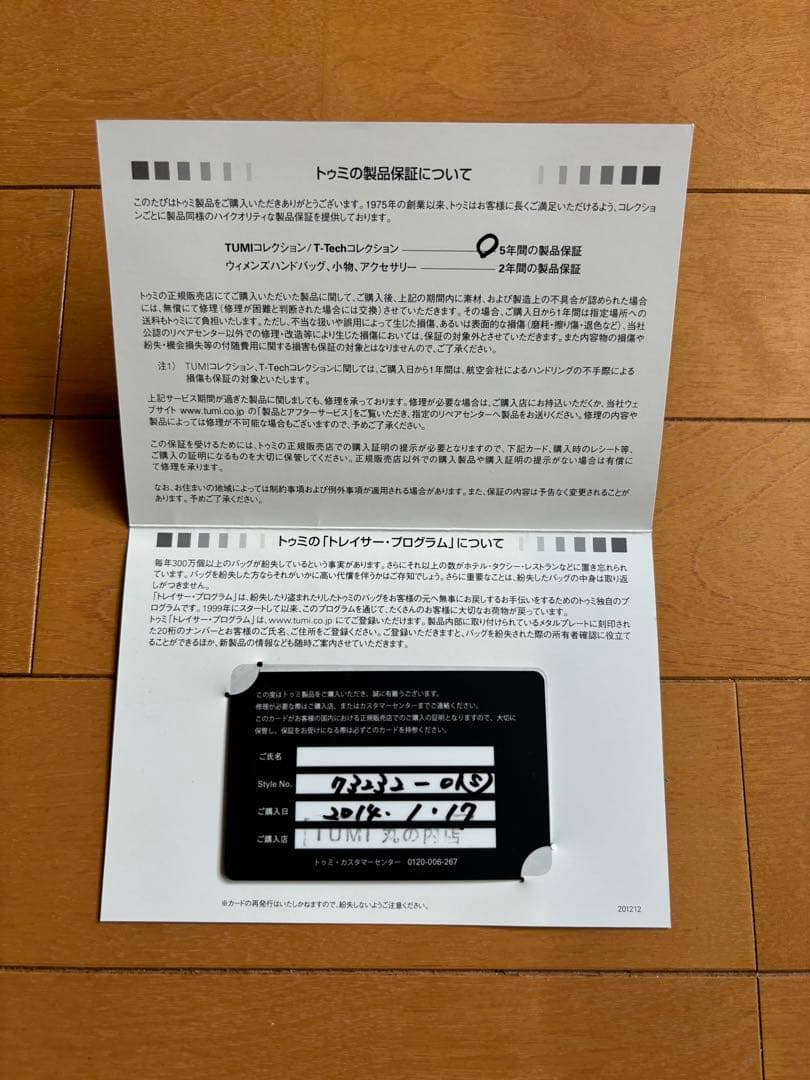 トゥミの製品保証について
このたびはトゥミ製品をご購入いただきありがとうございます。1975年の創業以来、トゥミはお客様に長くご満足いただけるよう、コレクショ
ンごとに製品同様のハイクオリティな製品保証を提供しております。
TUMIコレクション/T-Techコレクション 5年間の製品保証
ウィメンズハンドバッグ、小物、アクセサリー 2年間の製品保証
トゥミの正規販売店にてご購入いただいた製品に関して、ご購入後、上記の期間内に素材、および製造上の不具合が認められた場合
には、無償にて修理（修理が困難と判断された場合には交換）させていただきます。その場合、ご購入日から1年間は指定場所への
送料もトゥミにて負担いたします。ただし、不当な扱いや誤用によって生じた損傷、あるいは表面的な損傷（磨耗・擦り傷・退色など）、当社
公認のリペアセンター以外での修理・改造等により生じた損傷においては、保証の対象外とさせていただきます。また内容物の損傷や
紛失・機会損失等の付随費用に関する損害も保証の対象とはなりませんので、ご了承ください。
注1） TUMIコレクション、T-Techコレクションに関しては、ご購入日から1年間は、航空会社によるハンドリングの不手際による
損傷も保証の対象といたします。
上記サービス期間が過ぎた製品に関しましても、修理を承っております。修理が必要な場合は、ご購入店にお持込いただくか、当社ウェ
ブサイト www.tumi.co.jp の「製品とアフターサービス」をご覧いただき、指定のリペアセンターへ製品をお送りください。修理の内容や
製品によっては修理が不可能な場合もございますので、予めご了承ください。
この保証を受けるためには、トゥミの正規販売店での購入証明の提示が必要となりますので、下記カード、購入時のレシート等、
ご購入の証明になるものを大切に保管してください。正規販売店以外での購入製品や購入証明の提示がない場合は有償に
て修理を承ります。
なお、お住まいの地域によっては制約事項および例外事項が適用される場合があります。また、保証の内容は予告なく変更されることが
あります。予めご了承ください。
トゥミの「トレイサー・プログラム」について
毎年300万個以上のバッグが紛失しているという事実があります。さらにそれ以上の数がホテル・タクシー・レストランなどに置き忘れられ
ています。バッグを紛失した方ならそれがいかに高い代償を伴うかはご存知でしょう。さらに重要なことは、紛失したバッグの中身は取り返
しがつきません。
「トレイサー・プログラム」は、紛失したり盗まれたりしたトゥミのバッグをお客様の元へ無事にお戻しするお手伝いをするためのトゥミ独自のプ
ログラムです。1999年にスタートして以来、このプログラムを通じて、たくさんのお客様に大切なお荷物が戻っています。
トゥミ「トレイサー・プログラム」は、www.tumi.co.jp にてご登録いただけます。製品内部に取り付けられているメタルプレートに刻印され
た20桁のナンバーとお客様のご氏名、ご住所をご登録ください。ご登録いただきますと、バッグを紛失された際の所有者確認に役立て
ることができるほか、新製品の情報なども随時ご案内させていただきます。
この度はトゥミ製品をご購入いただき、誠に有難うございます。
修理が必要な際はご購入店、またはカスタマーセンターまでご連絡ください。
このカードがお客様の国内における正規販売店でのご購入の証明となりますので、大切に
保管し、保証をお受けになる際は必ずこのカードを持参ください。
ご氏名
Style No. 73232-01(S)
ご購入日 2014.1.17
ご購入店 TUMI 丸の内店
トゥミ・カスタマーセンター 0120-006-267
※カードの再発行はいたしかねますので、紛失しないようご注意ください。
201212